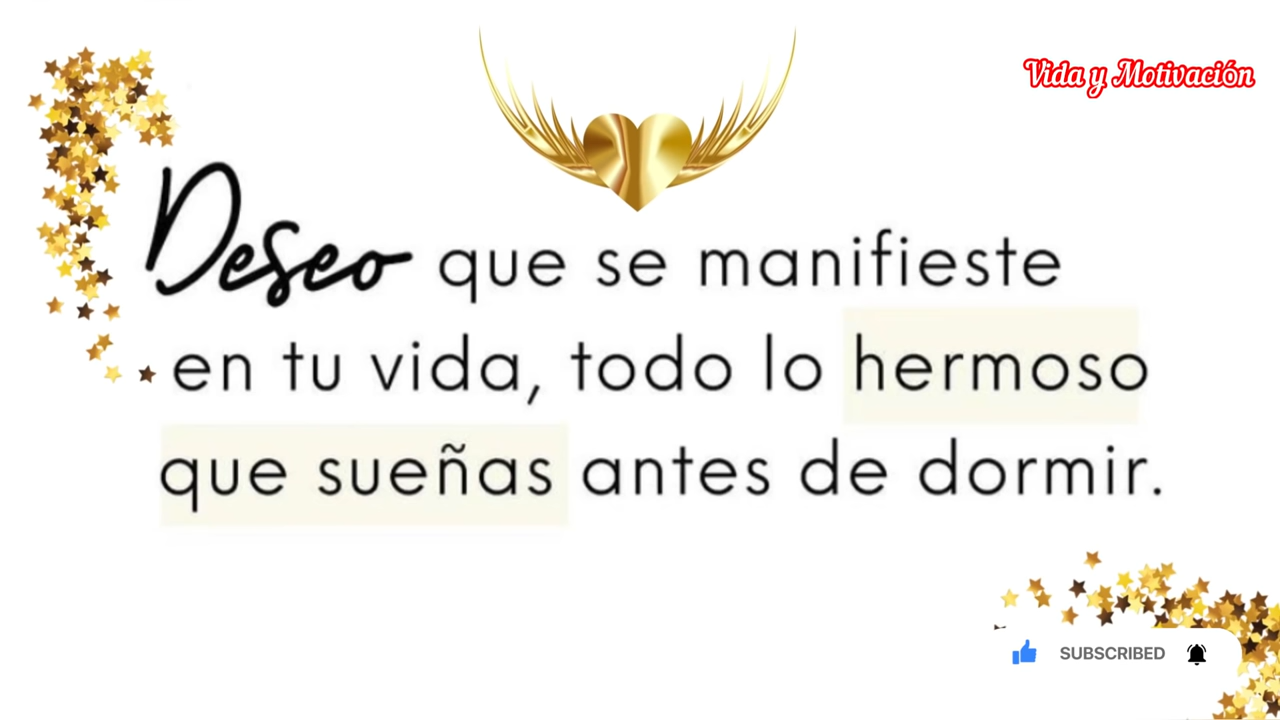 Vida y Motivación
Deseo que se manifieste
en tu vida, todo lo hermoso
que sueñas antes de dormir.
SUBSCRIBED